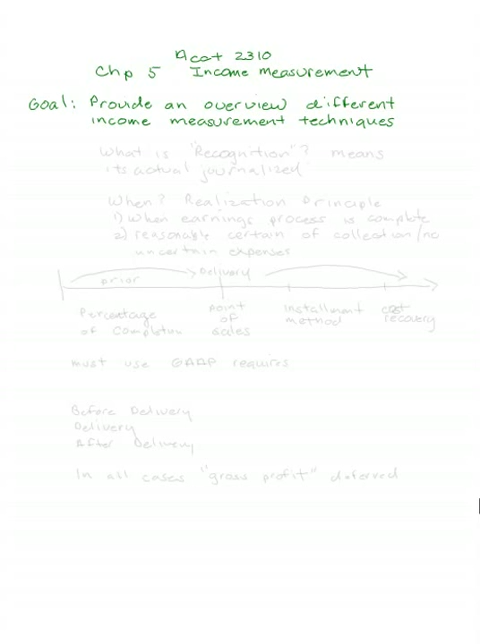 Acct 2310
Chp 5 Income Measurement
Goal: Provide an overview different
income measurement techniques
What is "Recognition"? means
its actual journalized
When? Realization Principle
1) when earnings process is complete
2) reasonable certain of collection/no
uncertain expenses
prior Delivery
Percentage point installment cost
of Completion of method recovery
sales
must use GAAP requires
Before Delivery
Delivery
After Delivery
In all cases "gross profit" deferred